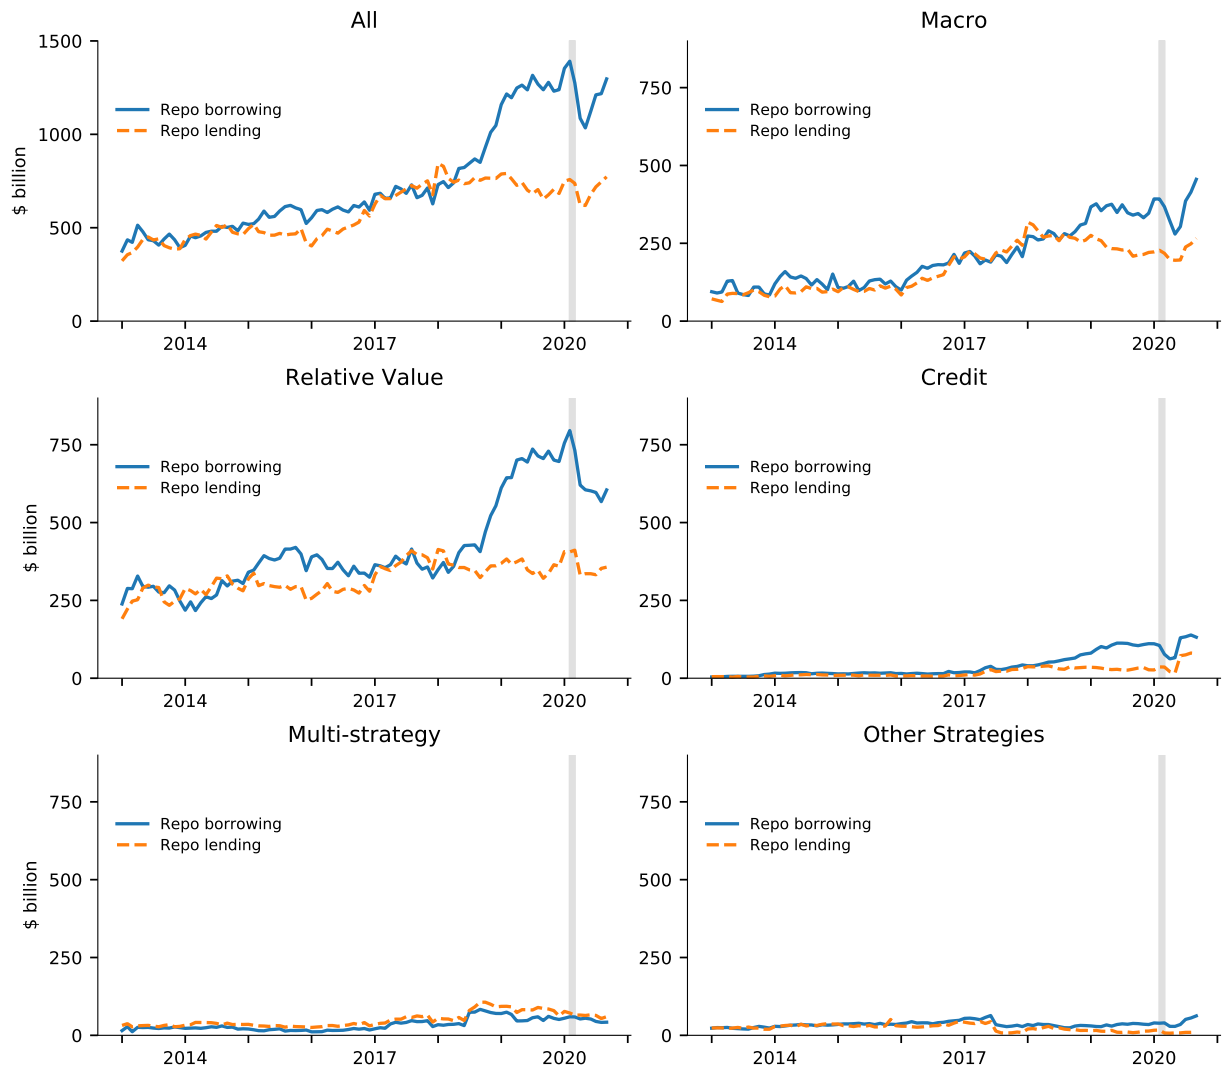 All
$ billion
1500
1000
500
0
Repo borrowing
Repo lending
2014 2017 2020
Macro
750
500
250
0
Repo borrowing
Repo lending
2014 2017 2020
Relative Value
$ billion
750
500
250
0
Repo borrowing
Repo lending
2014 2017 2020
Credit
750
500
250
0
Repo borrowing
Repo lending
2014 2017 2020
Multi-strategy
$ billion
750
500
250
0
Repo borrowing
Repo lending
2014 2017 2020
Other Strategies
750
500
250
0
Repo borrowing
Repo lending
2014 2017 2020